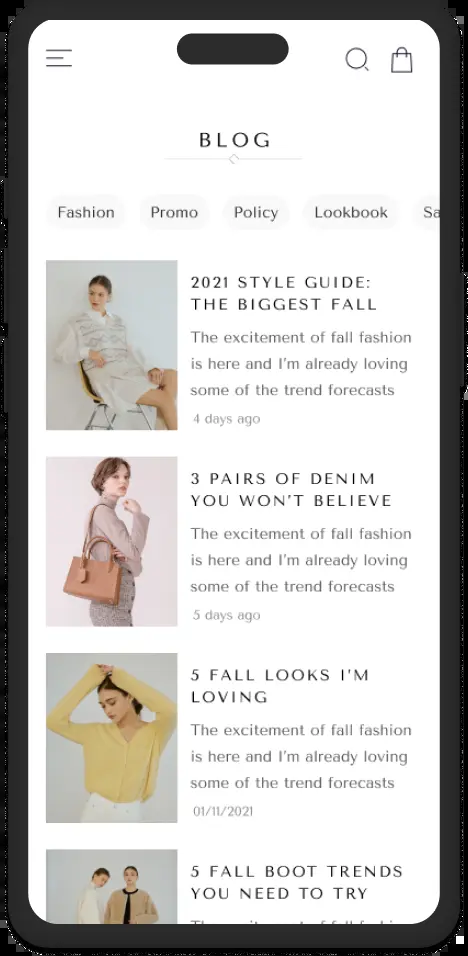 BLOG
Fashion Promo Policy Lookbook Sa
2021 STYLE GUIDE:
THE BIGGEST FALL
The excitement of fall fashion
is here and I'm already loving
some of the trend forecasts
4 days ago
3 PAIRS OF DENIM
YOU WON'T BELIEVE
The excitement of fall fashion
is here and I'm already loving
some of the trend forecasts
5 days ago
5 FALL LOOKS I'M
LOVING
The excitement of fall fashion
is here and I'm already loving
some of the trend forecasts
01/11/2021
5 FALL BOOT TRENDS
YOU NEED TO TRY